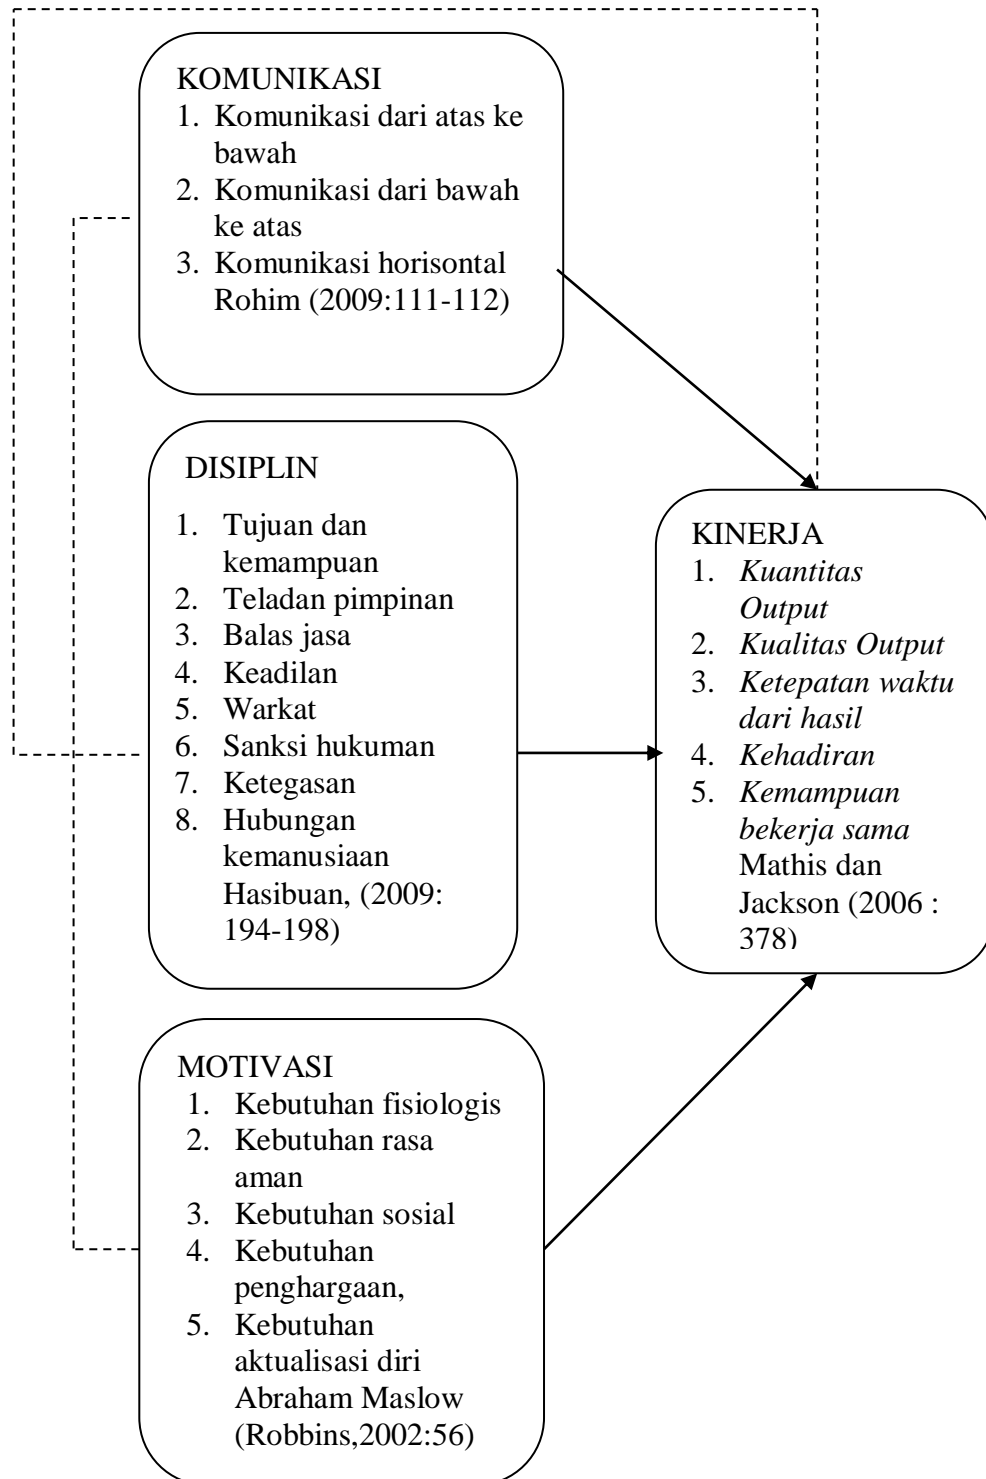 KOMUNIKASI
1. Komunikasi dari atas ke
bawah
2. Komunikasi dari bawah
ke atas
3. Komunikasi horisontal
Rohim (2009:111-112)
DISIPLIN
1. Tujuan dan
kemampuan
2. Teladan pimpinan
3. Balas jasa
4. Keadilan
5. Warkat
6. Sanksi hukuman
7. Ketegasan
8. Hubungan
kemanusiaan
Hasibuan, (2009:
194-198)
KINERJA
1. Kuantitas
Output
2. Kualitas Output
3. Ketepatan waktu
dari hasil
4. Kehadiran
5. Kemampuan
bekerja sama
Mathis dan
Jackson (2006 :
378)
MOTIVASI
1. Kebutuhan fisiologis
2. Kebutuhan rasa
aman
3. Kebutuhan sosial
4. Kebutuhan
penghargaan,
5. Kebutuhan
aktualisasi diri
Abraham Maslow
(Robbins,2002:56)